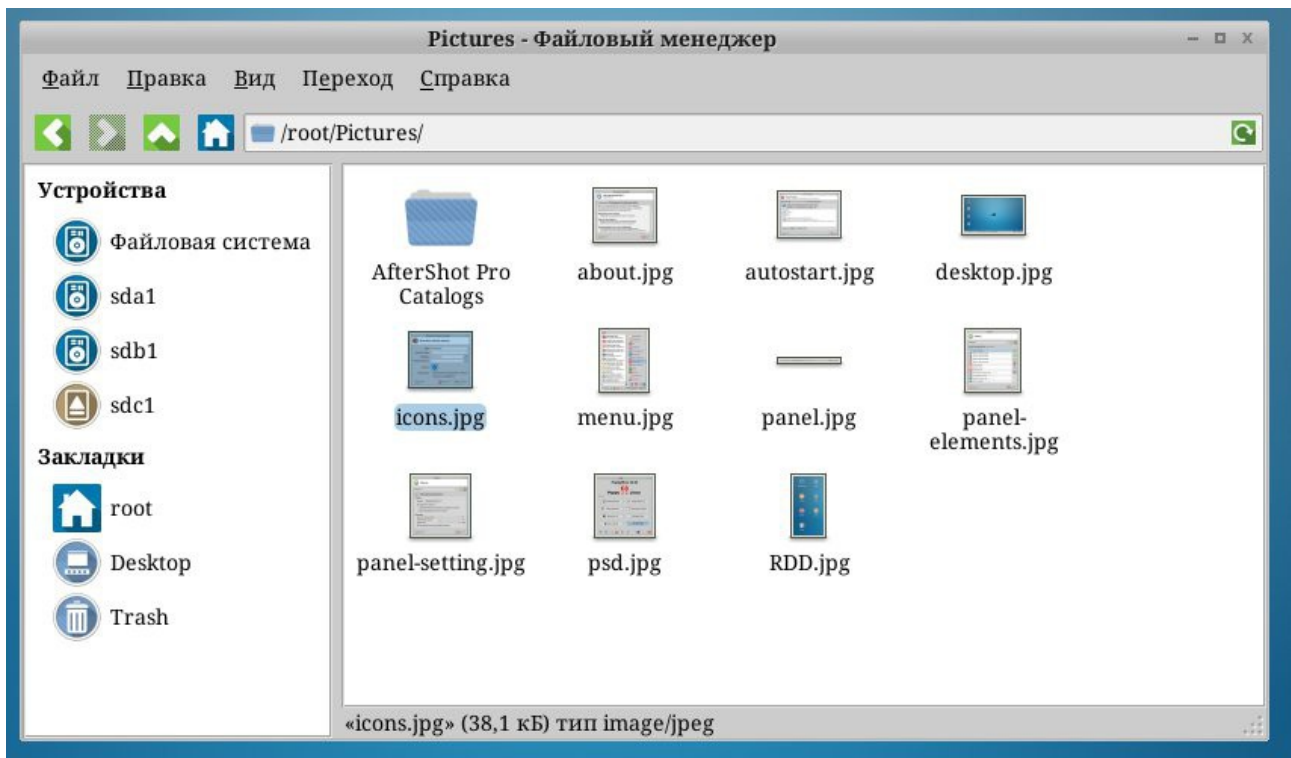 Pictures - Файловый менеджер
Файл Правка Вид Переход Справка
/root/Pictures/
Устройства
Файловая система
sda1
sdb1
sdc1
Закладки
root
Desktop
Trash
AfterShot Pro
Catalogs
about.jpg
autostart.jpg
desktop.jpg
icons.jpg
menu.jpg
panel.jpg
panel-
elements.jpg
panel-setting.jpg
psd.jpg
RDD.jpg
«icons.jpg» (38,1 кБ) тип image/jpeg